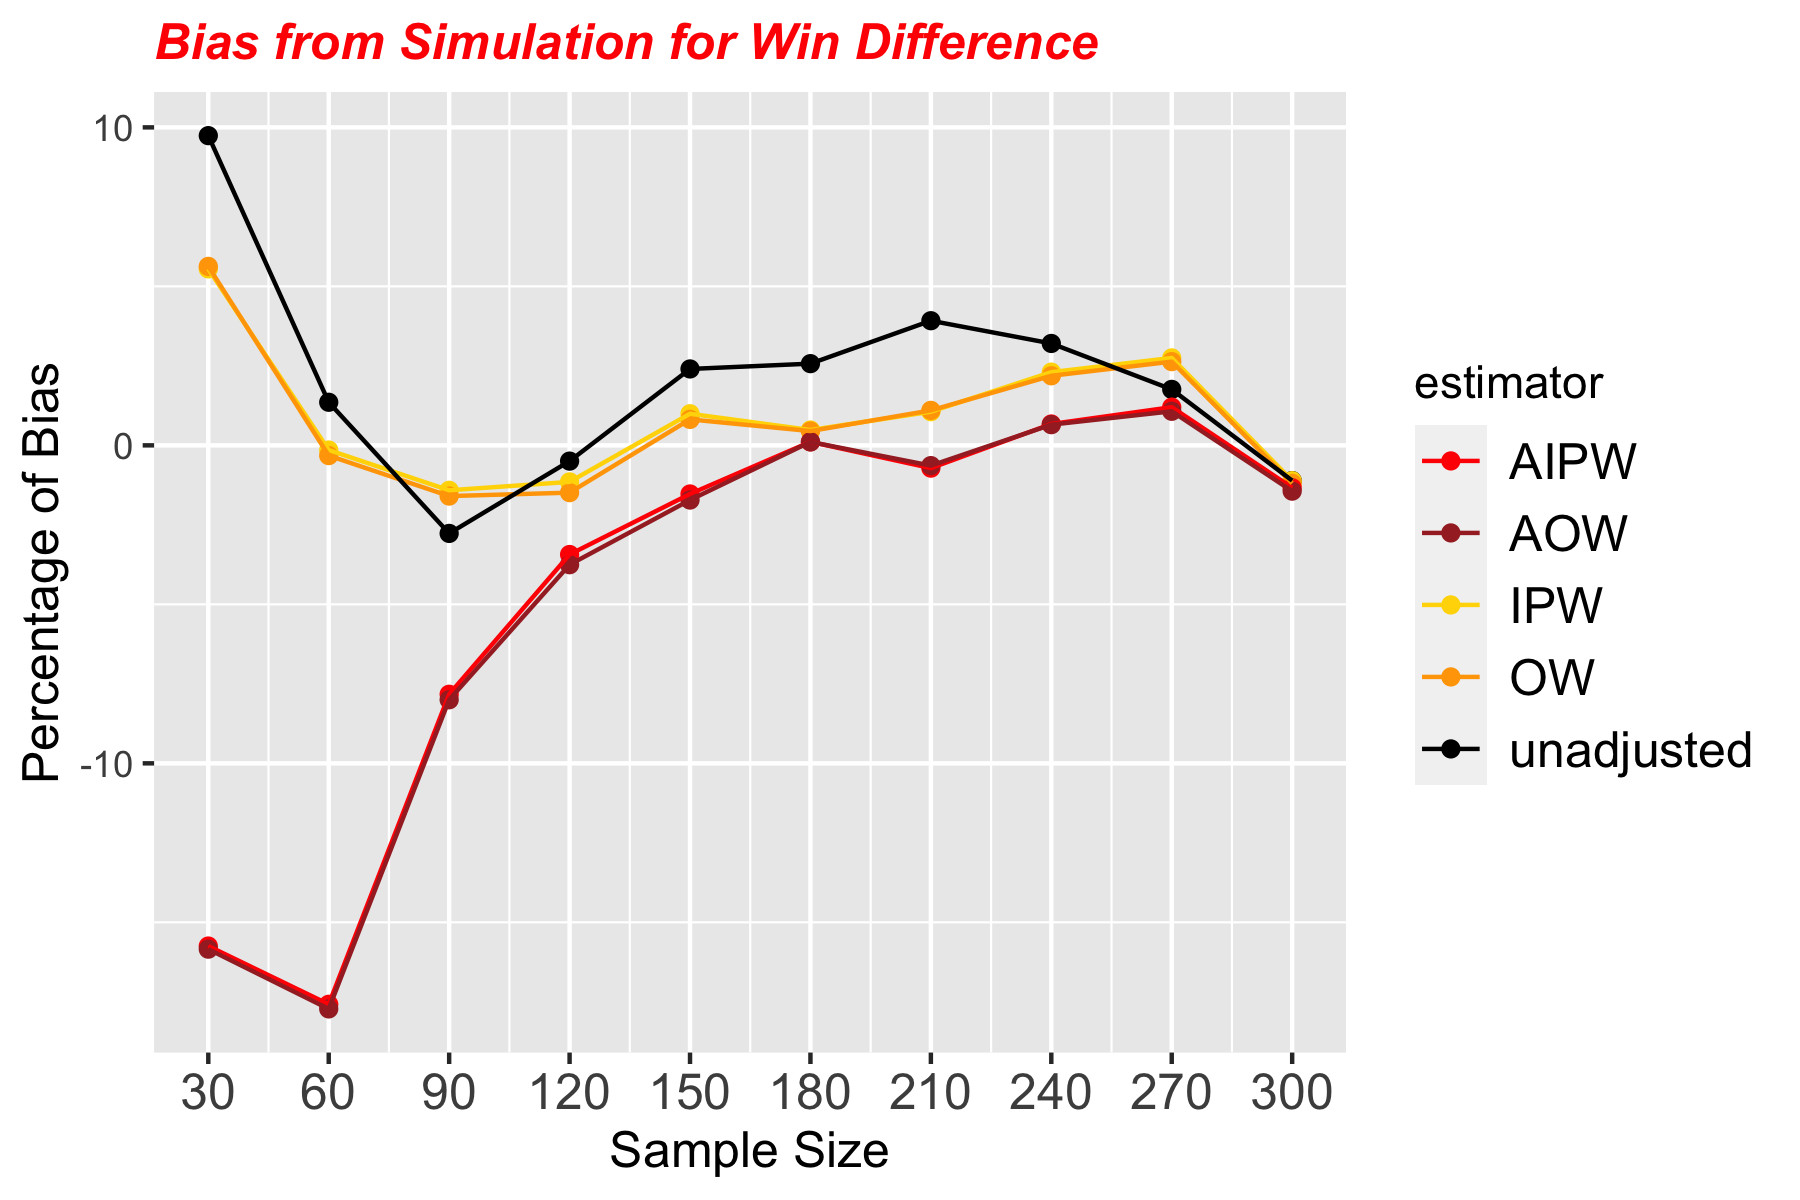 Bias from Simulation for Win Difference
Percentage of Bias
10
0
-10
30 60 90 120 150 180 210 240 270 300
Sample Size
estimator
AIPW
AOW
IPW
OW
unadjusted